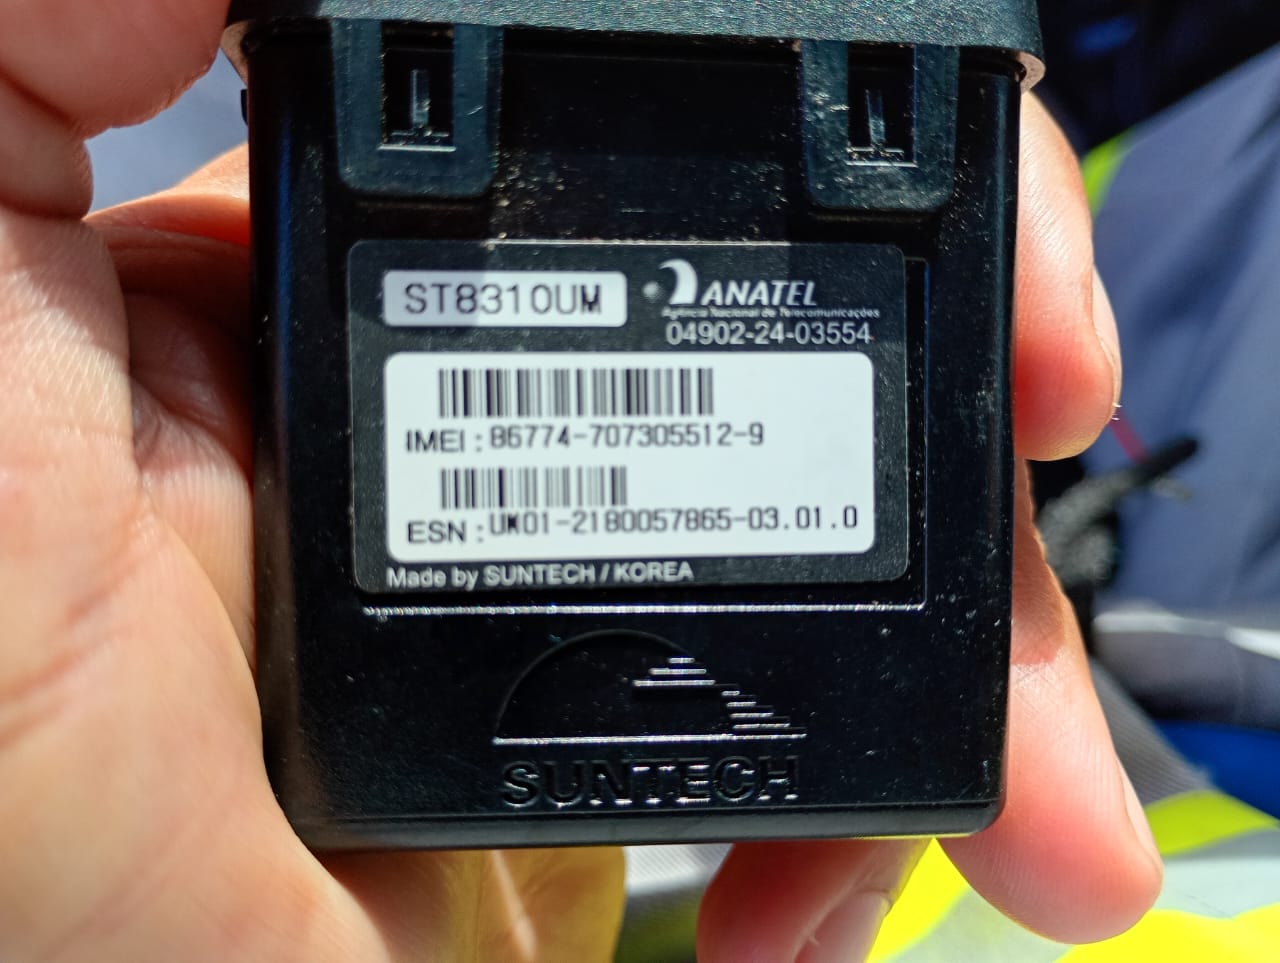 ST8310UM
ANATEL
Agência Nacional de Telecomunicações
04902-24-03554
IMEI : 86774-707305512-9
ESN : UM01-2180057865-03.01.0
Made by SUNTECH / KOREA
SUNTECH